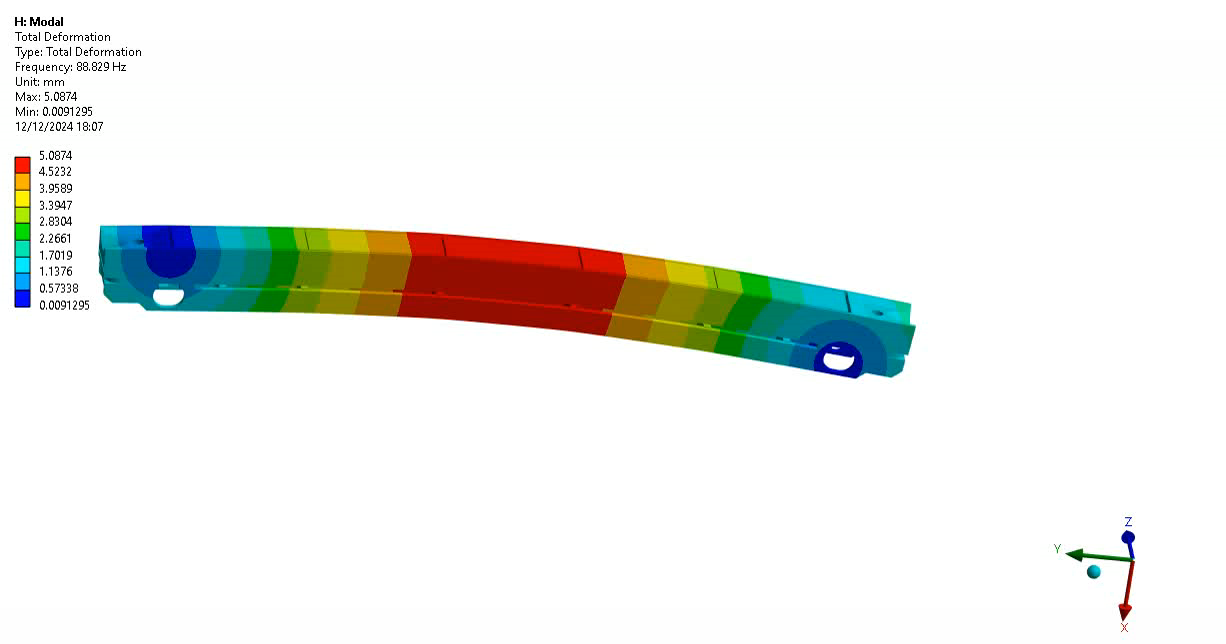 H: Modal
Total Deformation
Type: Total Deformation
Frequency: 88.829 Hz
Unit: mm
Max: 5.0874
Min: 0.0091295
12/12/2024 18:07
5.0874
4.5232
3.9589
3.3947
2.8304
2.2661
1.7019
1.1376
0.57338
0.0091295
Z
Y
X